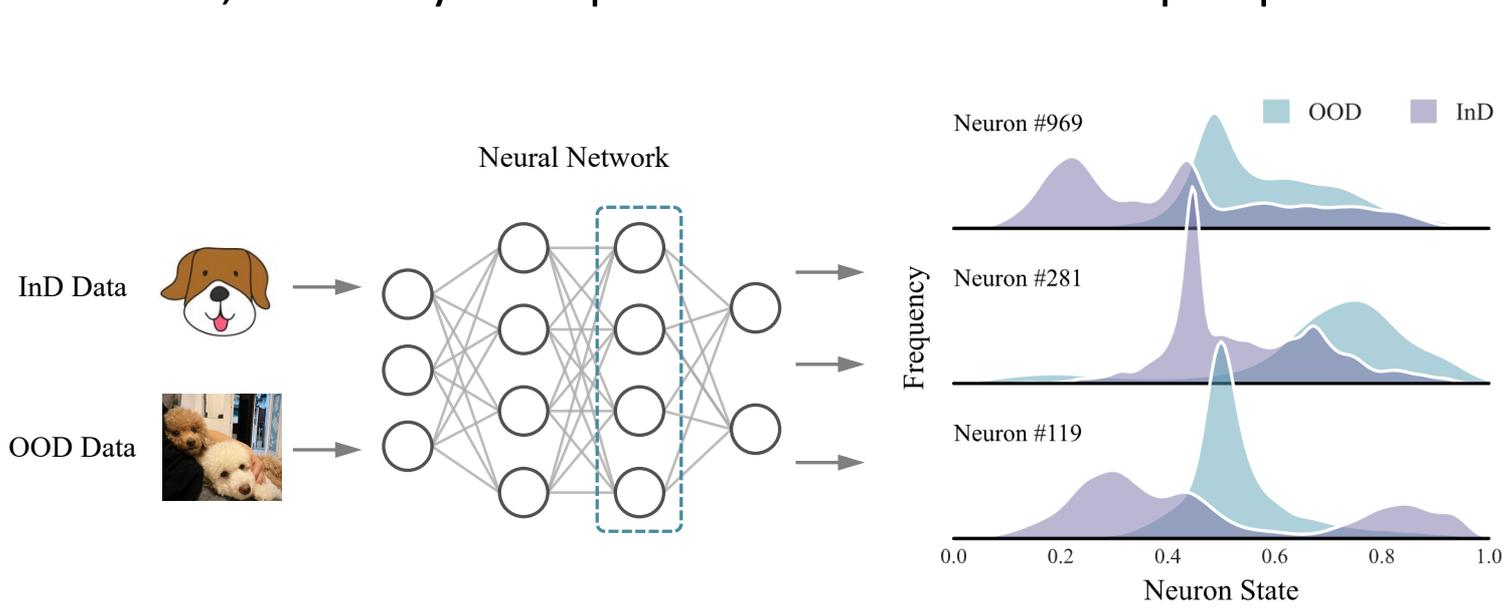 Neural Network
InD Data
OOD Data
OOD
InD
Neuron #969
Neuron #281
Neuron #119
Frequency
0.0 0.2 0.4 0.6 0.8 1.0
Neuron State